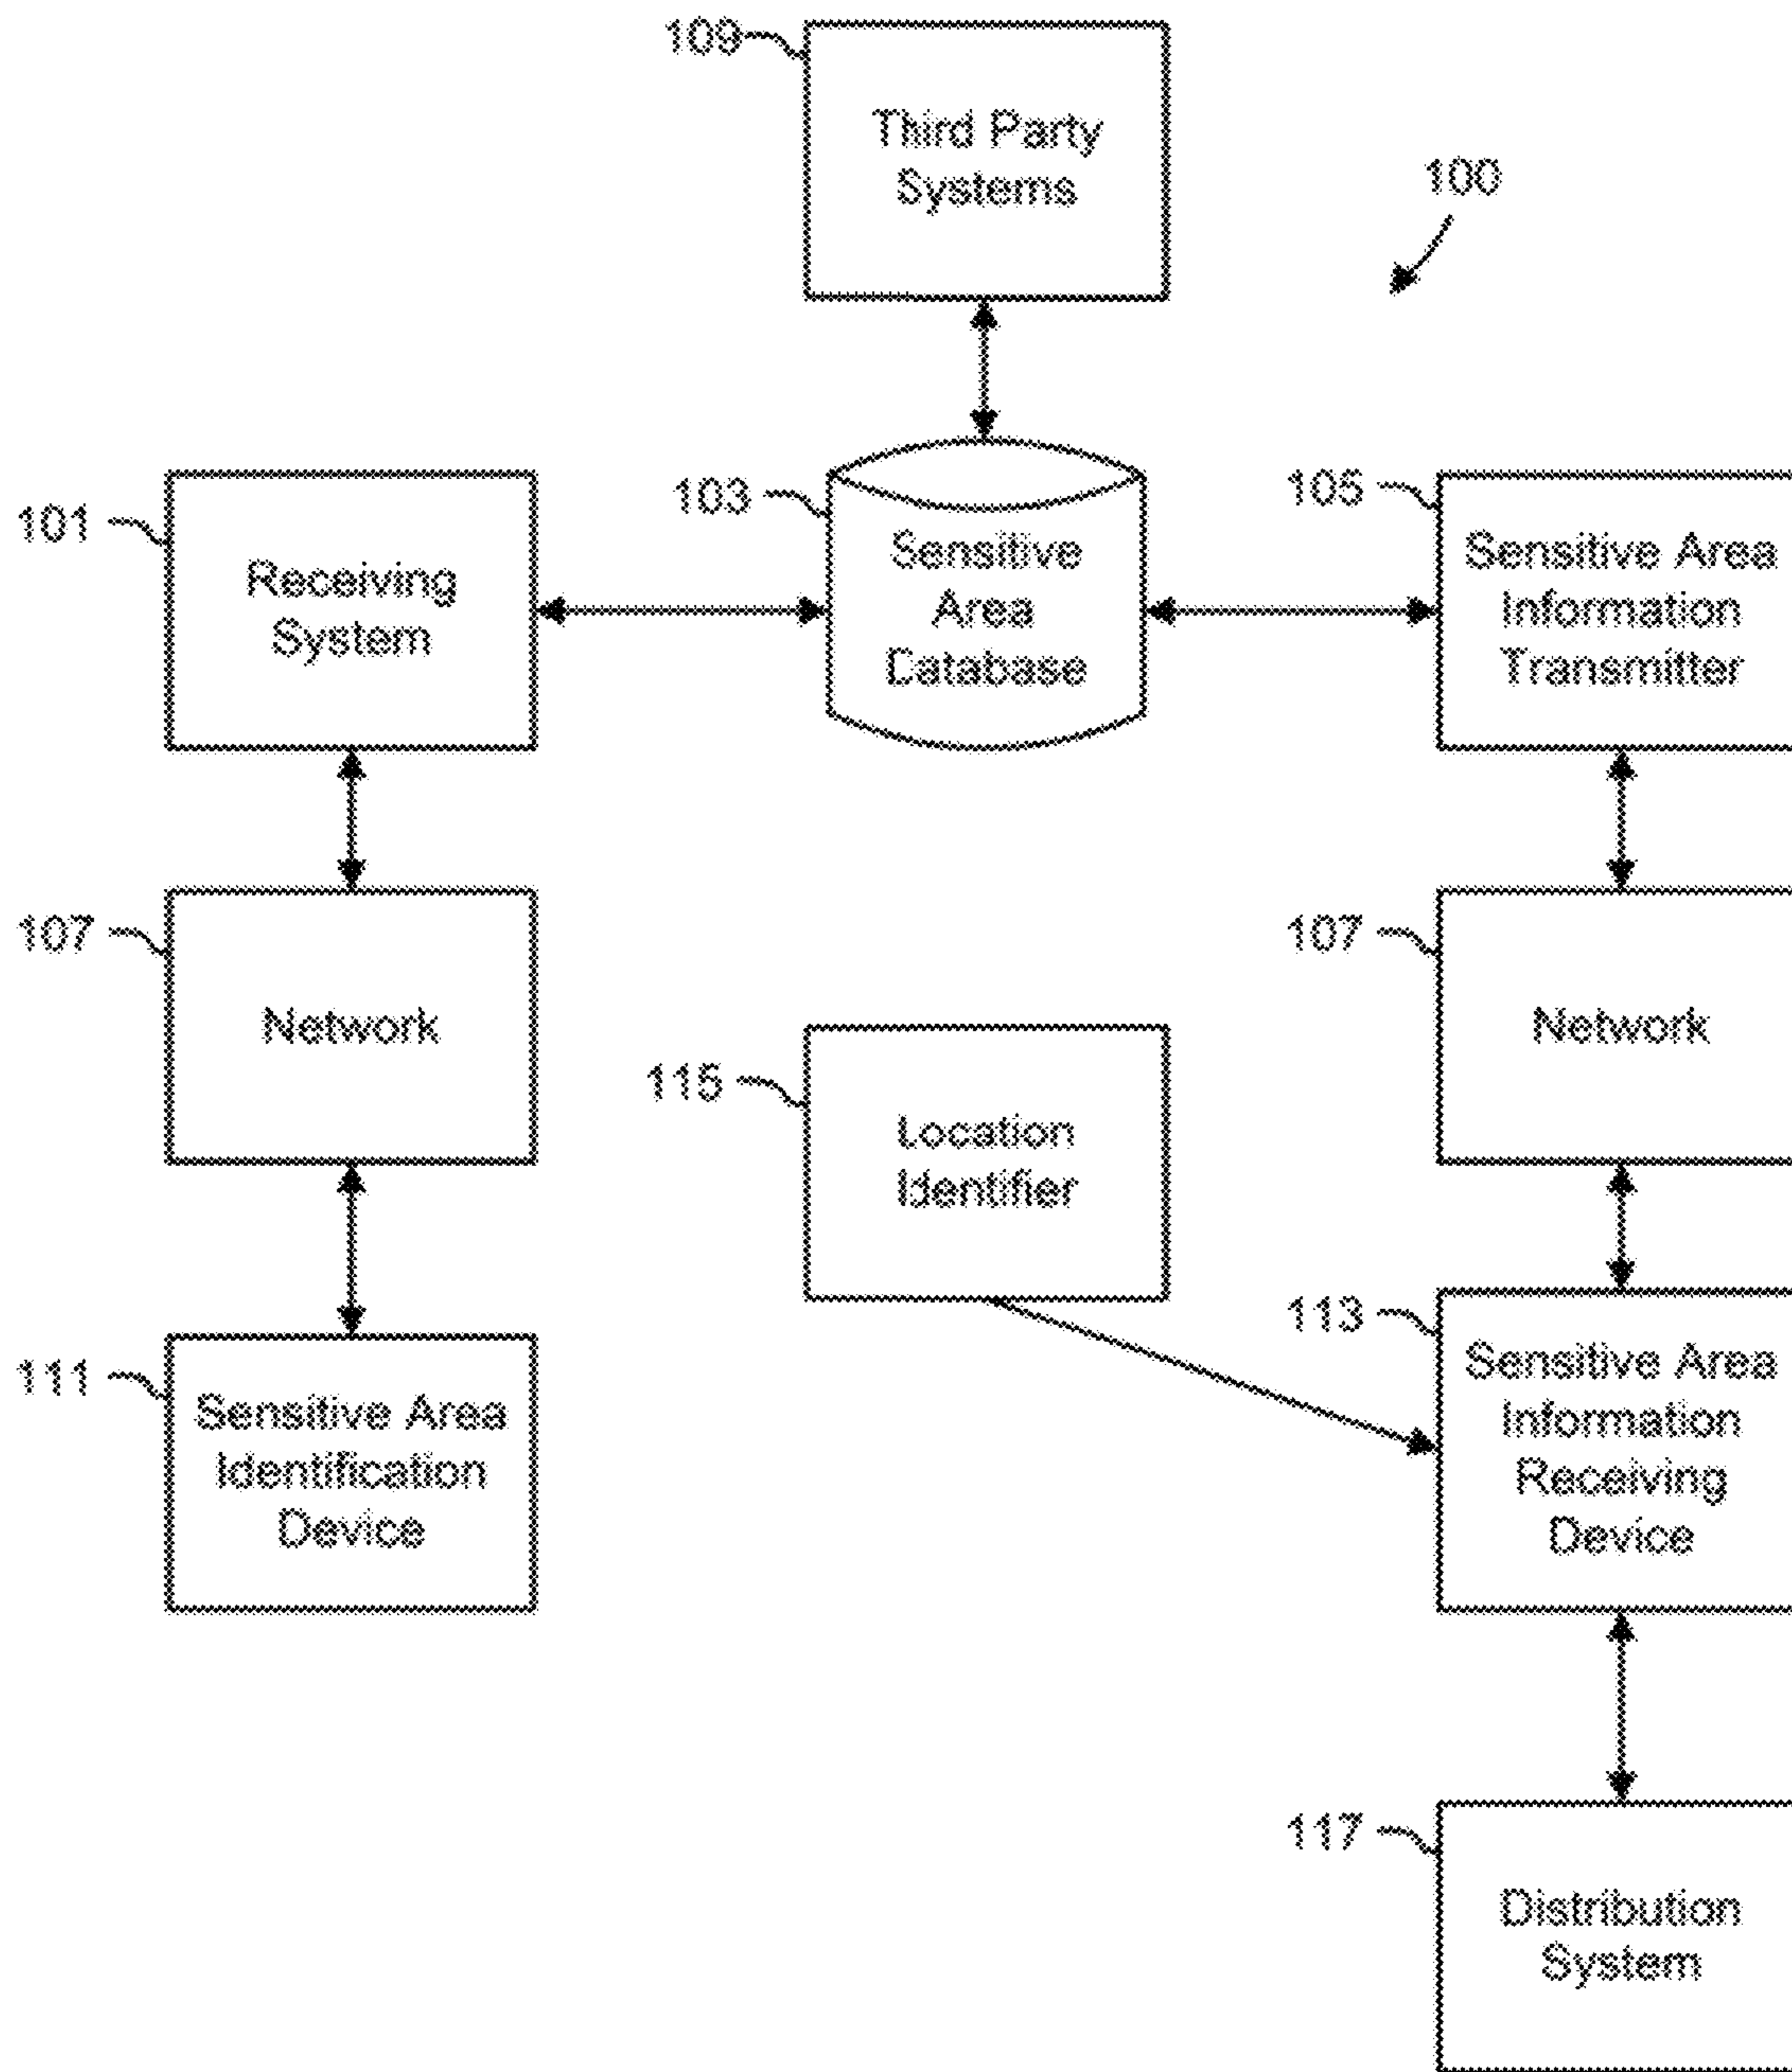 109
Third Party
Systems
100
101
Receiving
System
103
Sensitive
Area
Database
105
Sensitive Area
Information
Transmitter
107
Network
107
Network
115
Location
Identifier
111
Sensitive Area
Identification
Device
113
Sensitive Area
Information
Receiving
Device
117
Distribution
System